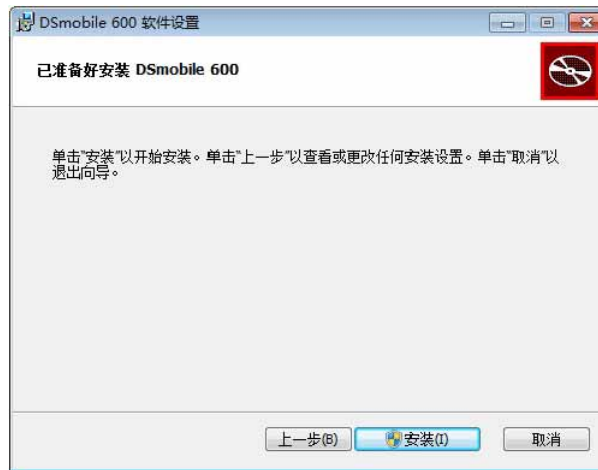 DSmobile 600 软件设置
已准备好安装 DSmobile 600
单击"安装"以开始安装。单击"上一步"以查看或更改任何安装设置。单击"取消"以
退出向导。
上一步(B) 安装(I) 取消